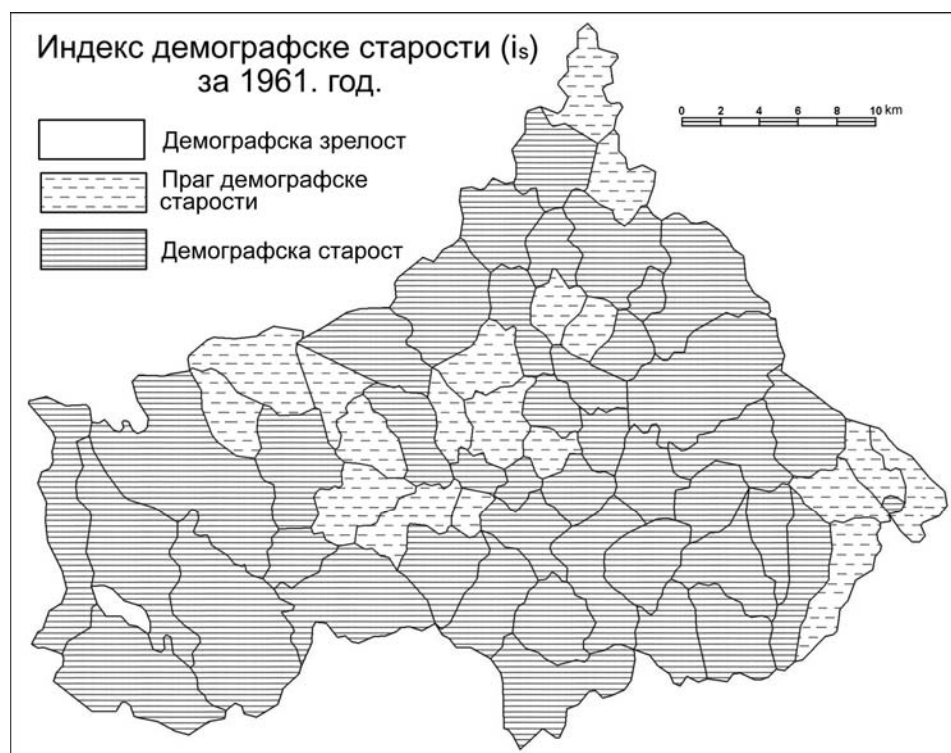 Индекс демографске старости (is)
за 1961. год.
0 2 4 6 8 10 km
Демографска зрелост
Праг демографске
старости
Демографска старост